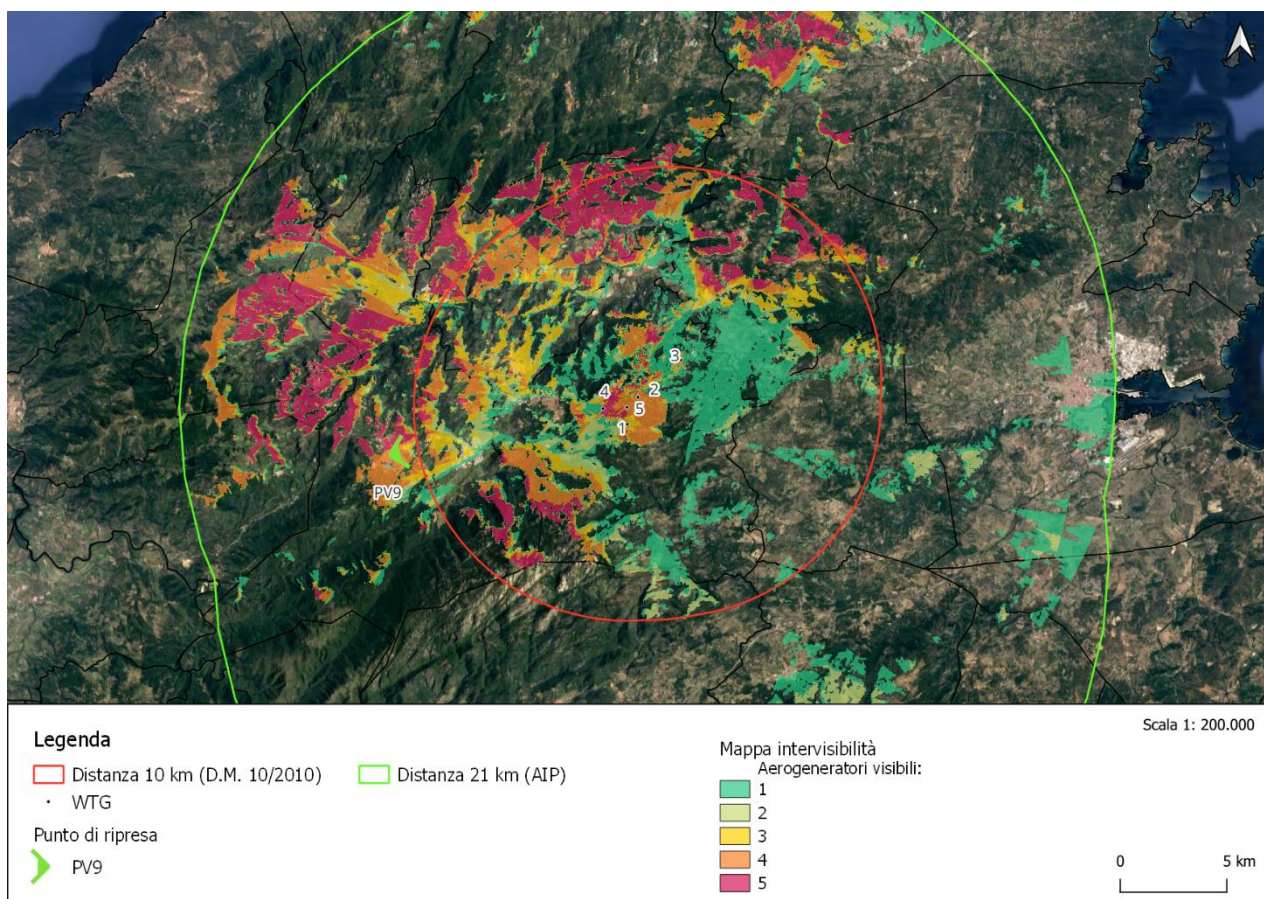 3
4
2
5
1
PV9
Scala 1: 200.000
Legenda
Distanza 10 km (D.M. 10/2010)
Distanza 21 km (AIP)
WTG
Punto di ripresa
PV9
Mappa intervisibilità
Aerogeneratori visibili:
1
2
3
4
5
0
5 km